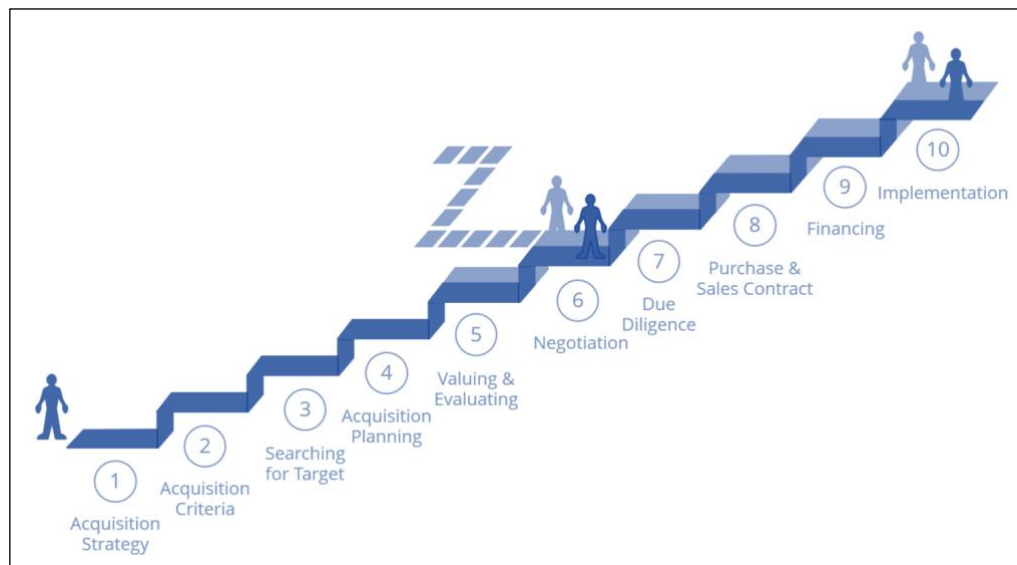 1
Acquisition
Strategy
2
Acquisition
Criteria
3
Searching
for Target
4
Acquisition
Planning
5
Valuing &
Evaluating
6
Negotiation
7
Due
Diligence
8
Purchase &
Sales Contract
9
Financing
10
Implementation